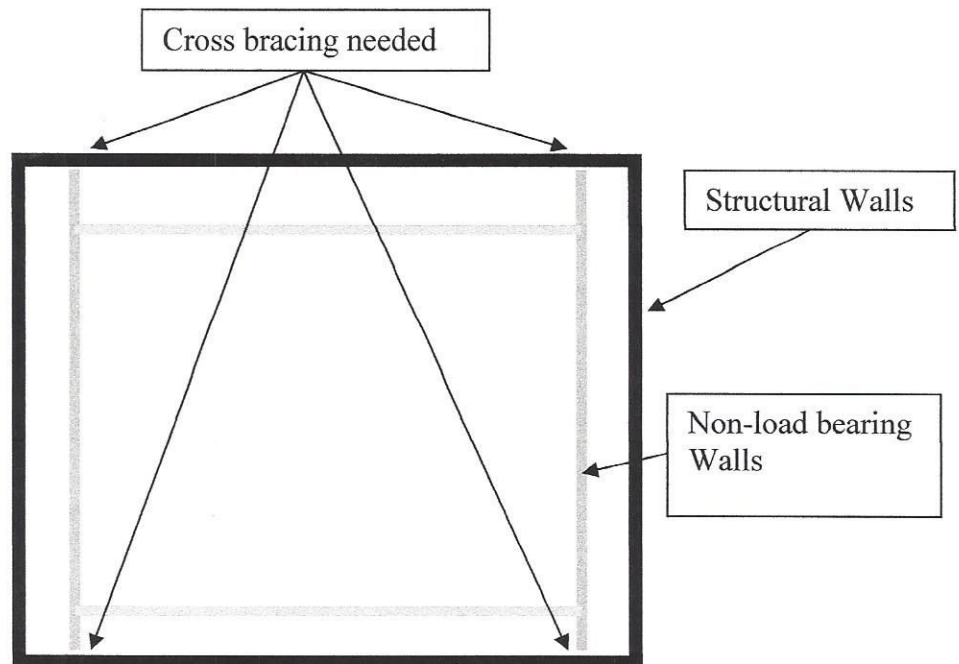 Cross bracing needed
Structural Walls
Non-load bearing
Walls